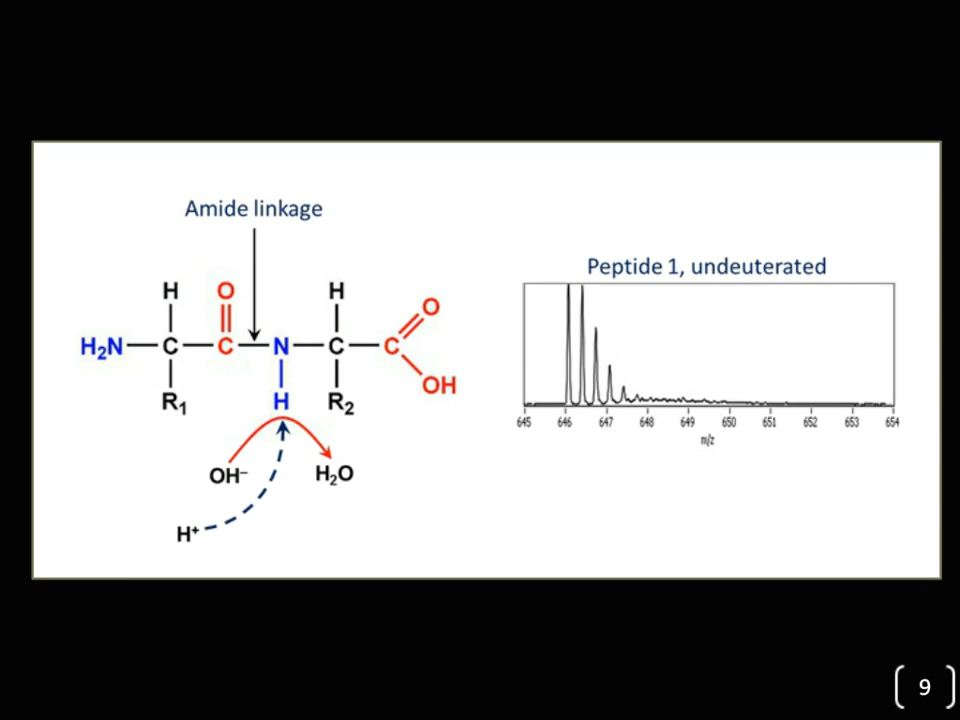 Amide linkage
H O H O
H₂N C C N C C
R₁ H R₂ OH
OH⁻ H₂O
H⁺
Peptide 1, undeuterated
645 646 647 648 649 650 651 652 653 654
m/z
9